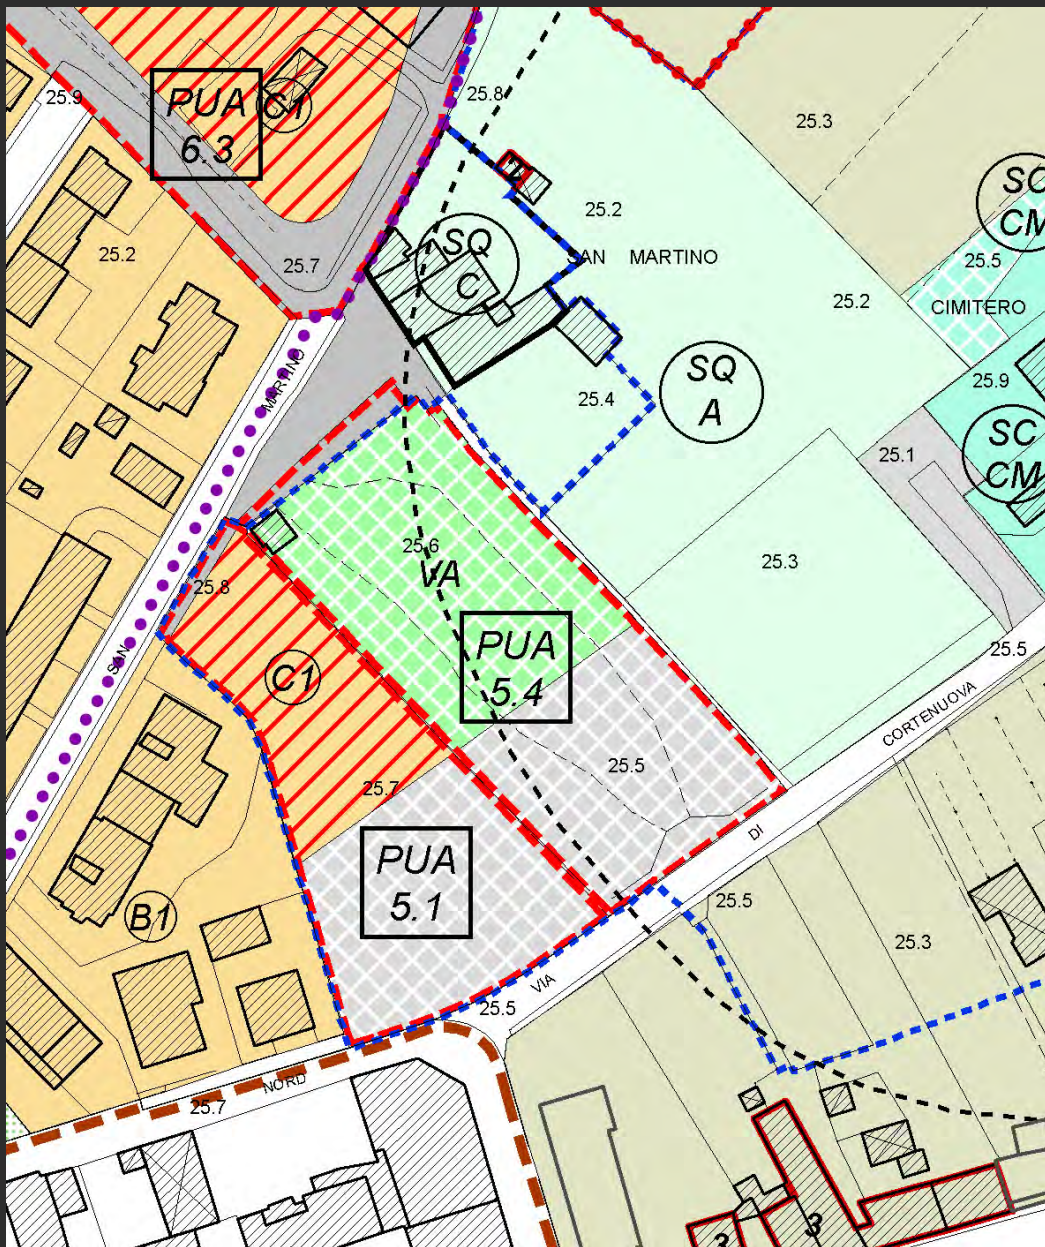 25.9
PUA
6.3
C1
25.8
25.3
25.2
25.2
SC
CM
25.5
SAN MARTINO
SQ
C
25.7
25.2
CIMITERO
MARTINO
25.4
SQ
A
25.9
SC
CM
25.1
25.6
VA
25.3
25.8
SAN
PUA
5.4
25.5
C1
25.5
25.7
CORTENUOVA
DI
PUA
5.1
B1
25.5
25.3
VIA
25.5
NORD
25.7
3
3